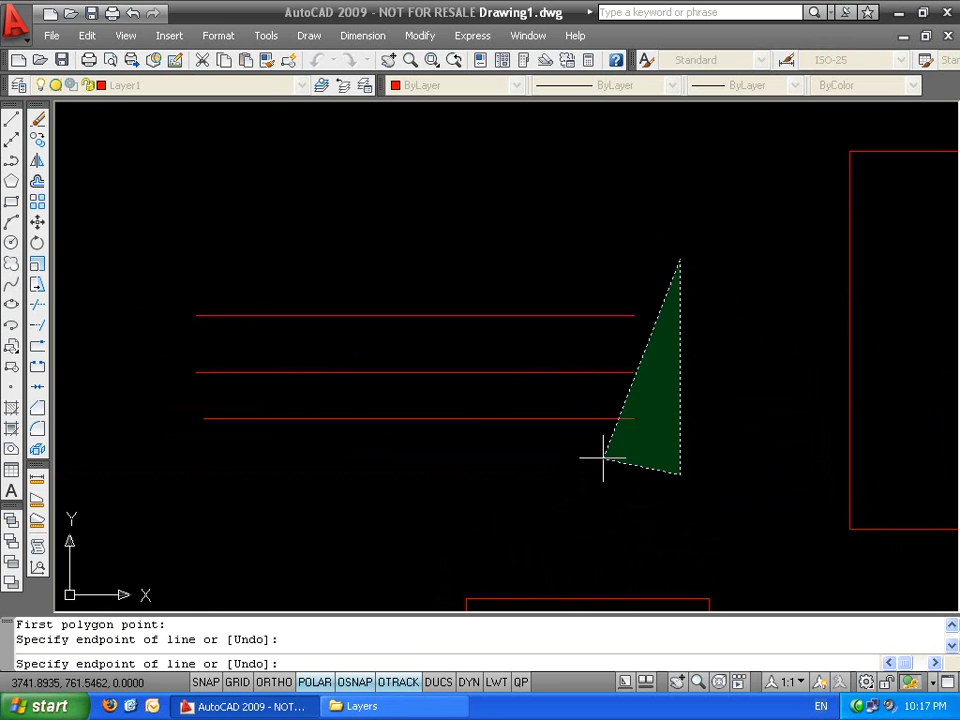 AutoCAD 2009 - NOT FOR RESALE Drawing1.dwg
Type a keyword or phrase
File Edit View Insert Format Tools Draw Dimension Modify Express Window Help
Standard ISO-25 Stan
Layer1 ByLayer ByLayer ByLayer ByColor
A
Y
X
First polygon point:
Specify endpoint of line or [Undo]:
Specify endpoint of line or [Undo]:
3741.8935, 761.5462, 0.0000 SNAP GRID ORTHO POLAR OSNAP OTRACK DUCS DYN LWT QP 1:1
start AutoCAD 2009 - NOT... Layers EN 10:17 PM